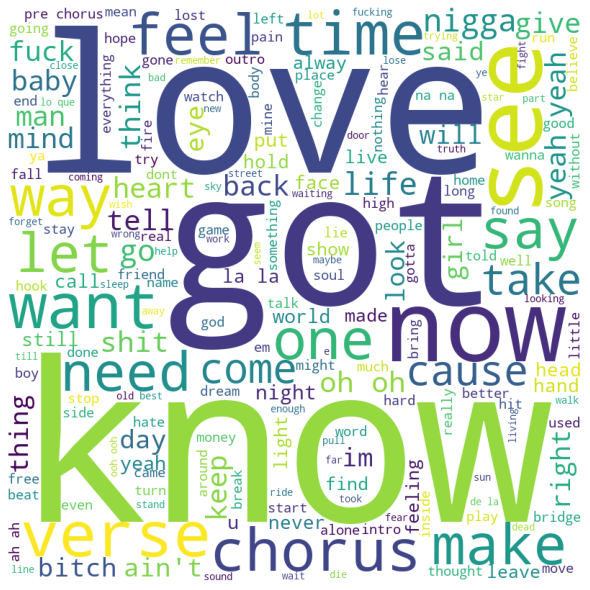 pre chorus
mean
lost
left
fucking
trying
lot
nigga
give
going
close
hope
pain
feel
time
said
run
fuck
love
gone
outro
alway
believe
baby
everything
body
place
change
hear
lose
ye
fight
end
lo que
bad
remember
watch
mine
new
nothing
na na
star
part
good
see
yeah yeah
man
think
eye
door
truth
will
wanna
without
mind
fire
try
put
hold
live
ya
dont
street
coming
fall
heart
sky
waiting
face
home
song
way
wish
back
life
long
found
forget
stay
wrong
real
game
work
high
people
told
say
let
tell
help
seem
lie
gotta
well
hook
go
friend
something
show
maybe
look
girl
call
sleep
name
la la
soul
take
looking
away
got
talk
god
world
made
bring
now
little
want
still
shit
em
one
till
done
e
boy
might
much
oh oh
cause
head
hand
need
come
old
best
dream
enough
hard
better
hit
used
walk
stop
side
night
know
thing
hate
day
money
light
word
really
living
pull
im
right
free
yeah
around
far
find
beat
came
keep
ooh ooh
turn
break
ride
took
sun
feeling
even
stand
start
fear
inside
de la
play
bridge
verse
u
never
alone
intro
dead
make
ah ah
chorus
bitch
ain't
thought
leave
move
line
sound
wait
die